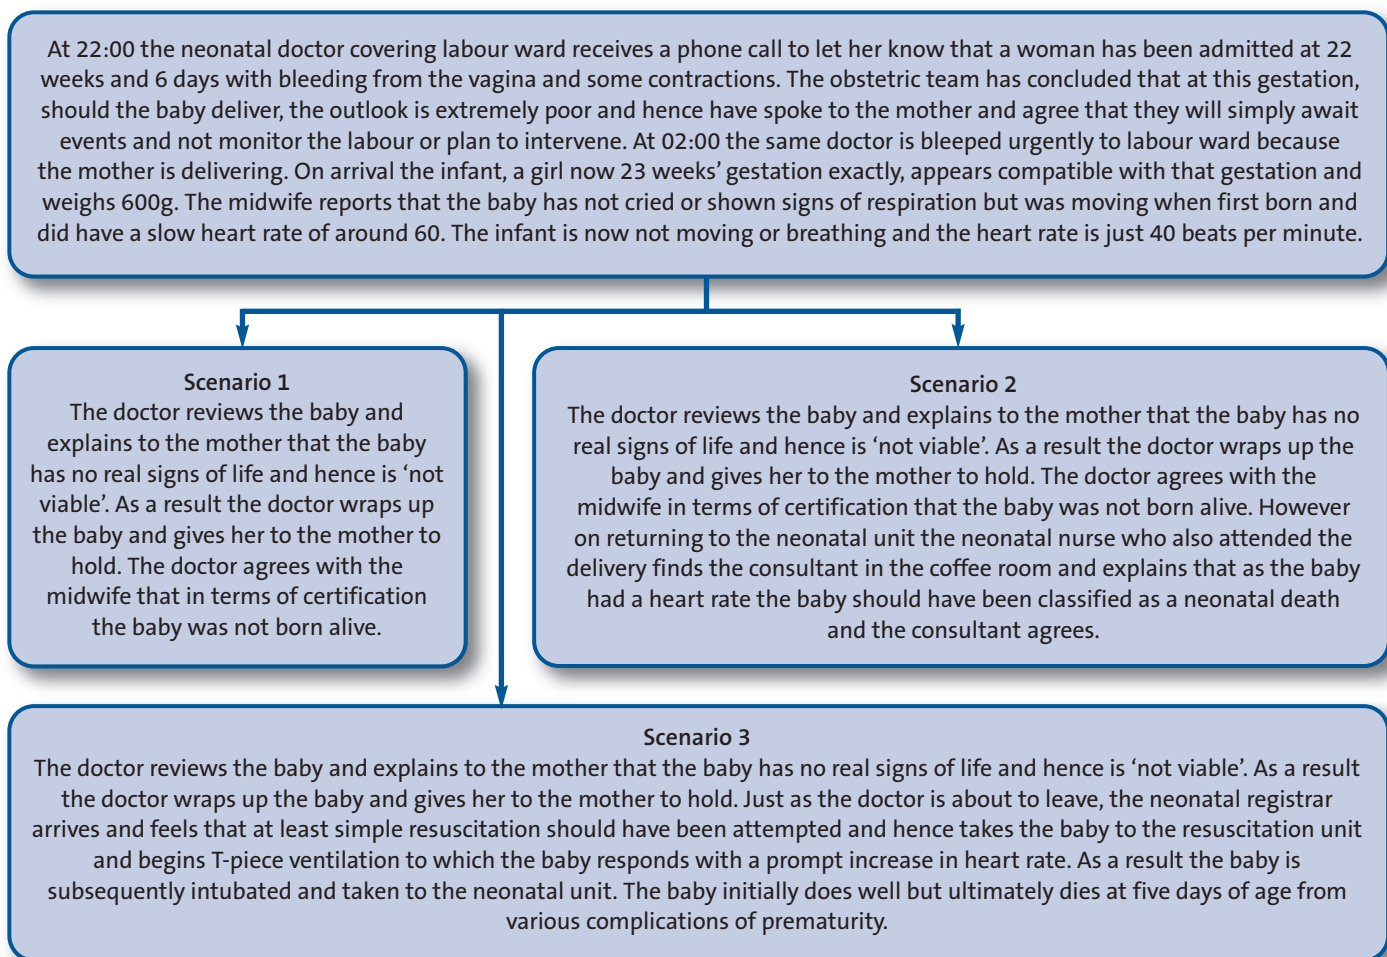 At 22:00 the neonatal doctor covering labour ward receives a phone call to let her know that a woman has been admitted at 22
weeks and 6 days with bleeding from the vagina and some contractions. The obstetric team has concluded that at this gestation,
should the baby deliver, the outlook is extremely poor and hence have spoke to the mother and agree that they will simply await
events and not monitor the labour or plan to intervene. At 02:00 the same doctor is bleeped urgently to labour ward because
the mother is delivering. On arrival the infant, a girl now 23 weeks’ gestation exactly, appears compatible with that gestation and
weighs 600g. The midwife reports that the baby has not cried or shown signs of respiration but was moving when first born and
did have a slow heart rate of around 60. The infant is now not moving or breathing and the heart rate is just 40 beats per minute.
Scenario 1
The doctor reviews the baby and
explains to the mother that the baby
has no real signs of life and hence is ‘not
viable’. As a result the doctor wraps up
the baby and gives her to the mother to
hold. The doctor agrees with the
midwife that in terms of certification
the baby was not born alive.
Scenario 2
The doctor reviews the baby and explains to the mother that the baby has no
real signs of life and hence is ‘not viable’. As a result the doctor wraps up the
baby and gives her to the mother to hold. The doctor agrees with the
midwife in terms of certification that the baby was not born alive. However
on returning to the neonatal unit the neonatal nurse who also attended the
delivery finds the consultant in the coffee room and explains that as the baby
had a heart rate the baby should have been classified as a neonatal death
and the consultant agrees.
Scenario 3
The doctor reviews the baby and explains to the mother that the baby has no real signs of life and hence is ‘not viable’. As a result
the doctor wraps up the baby and gives her to the mother to hold. Just as the doctor is about to leave, the neonatal registrar
arrives and feels that at least simple resuscitation should have been attempted and hence takes the baby to the resuscitation unit
and begins T-piece ventilation to which the baby responds with a prompt increase in heart rate. As a result the baby is
subsequently intubated and taken to the neonatal unit. The baby initially does well but ultimately dies at five days of age from
various complications of prematurity.